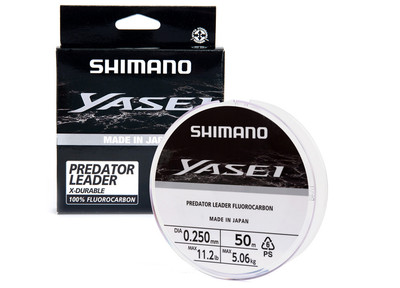 SHIMANO
YASEI
MADE IN JAPAN
PREDATOR
LEADER
X-DURABLE
100% FLUOROCARBON
SHIMANO
YASEI
PREDATOR LEADER FLUOROCARBON
MADE IN JAPAN
DIA 0.250mm 50m
MAX 11.2lb MAX 5.06kg
6
PS